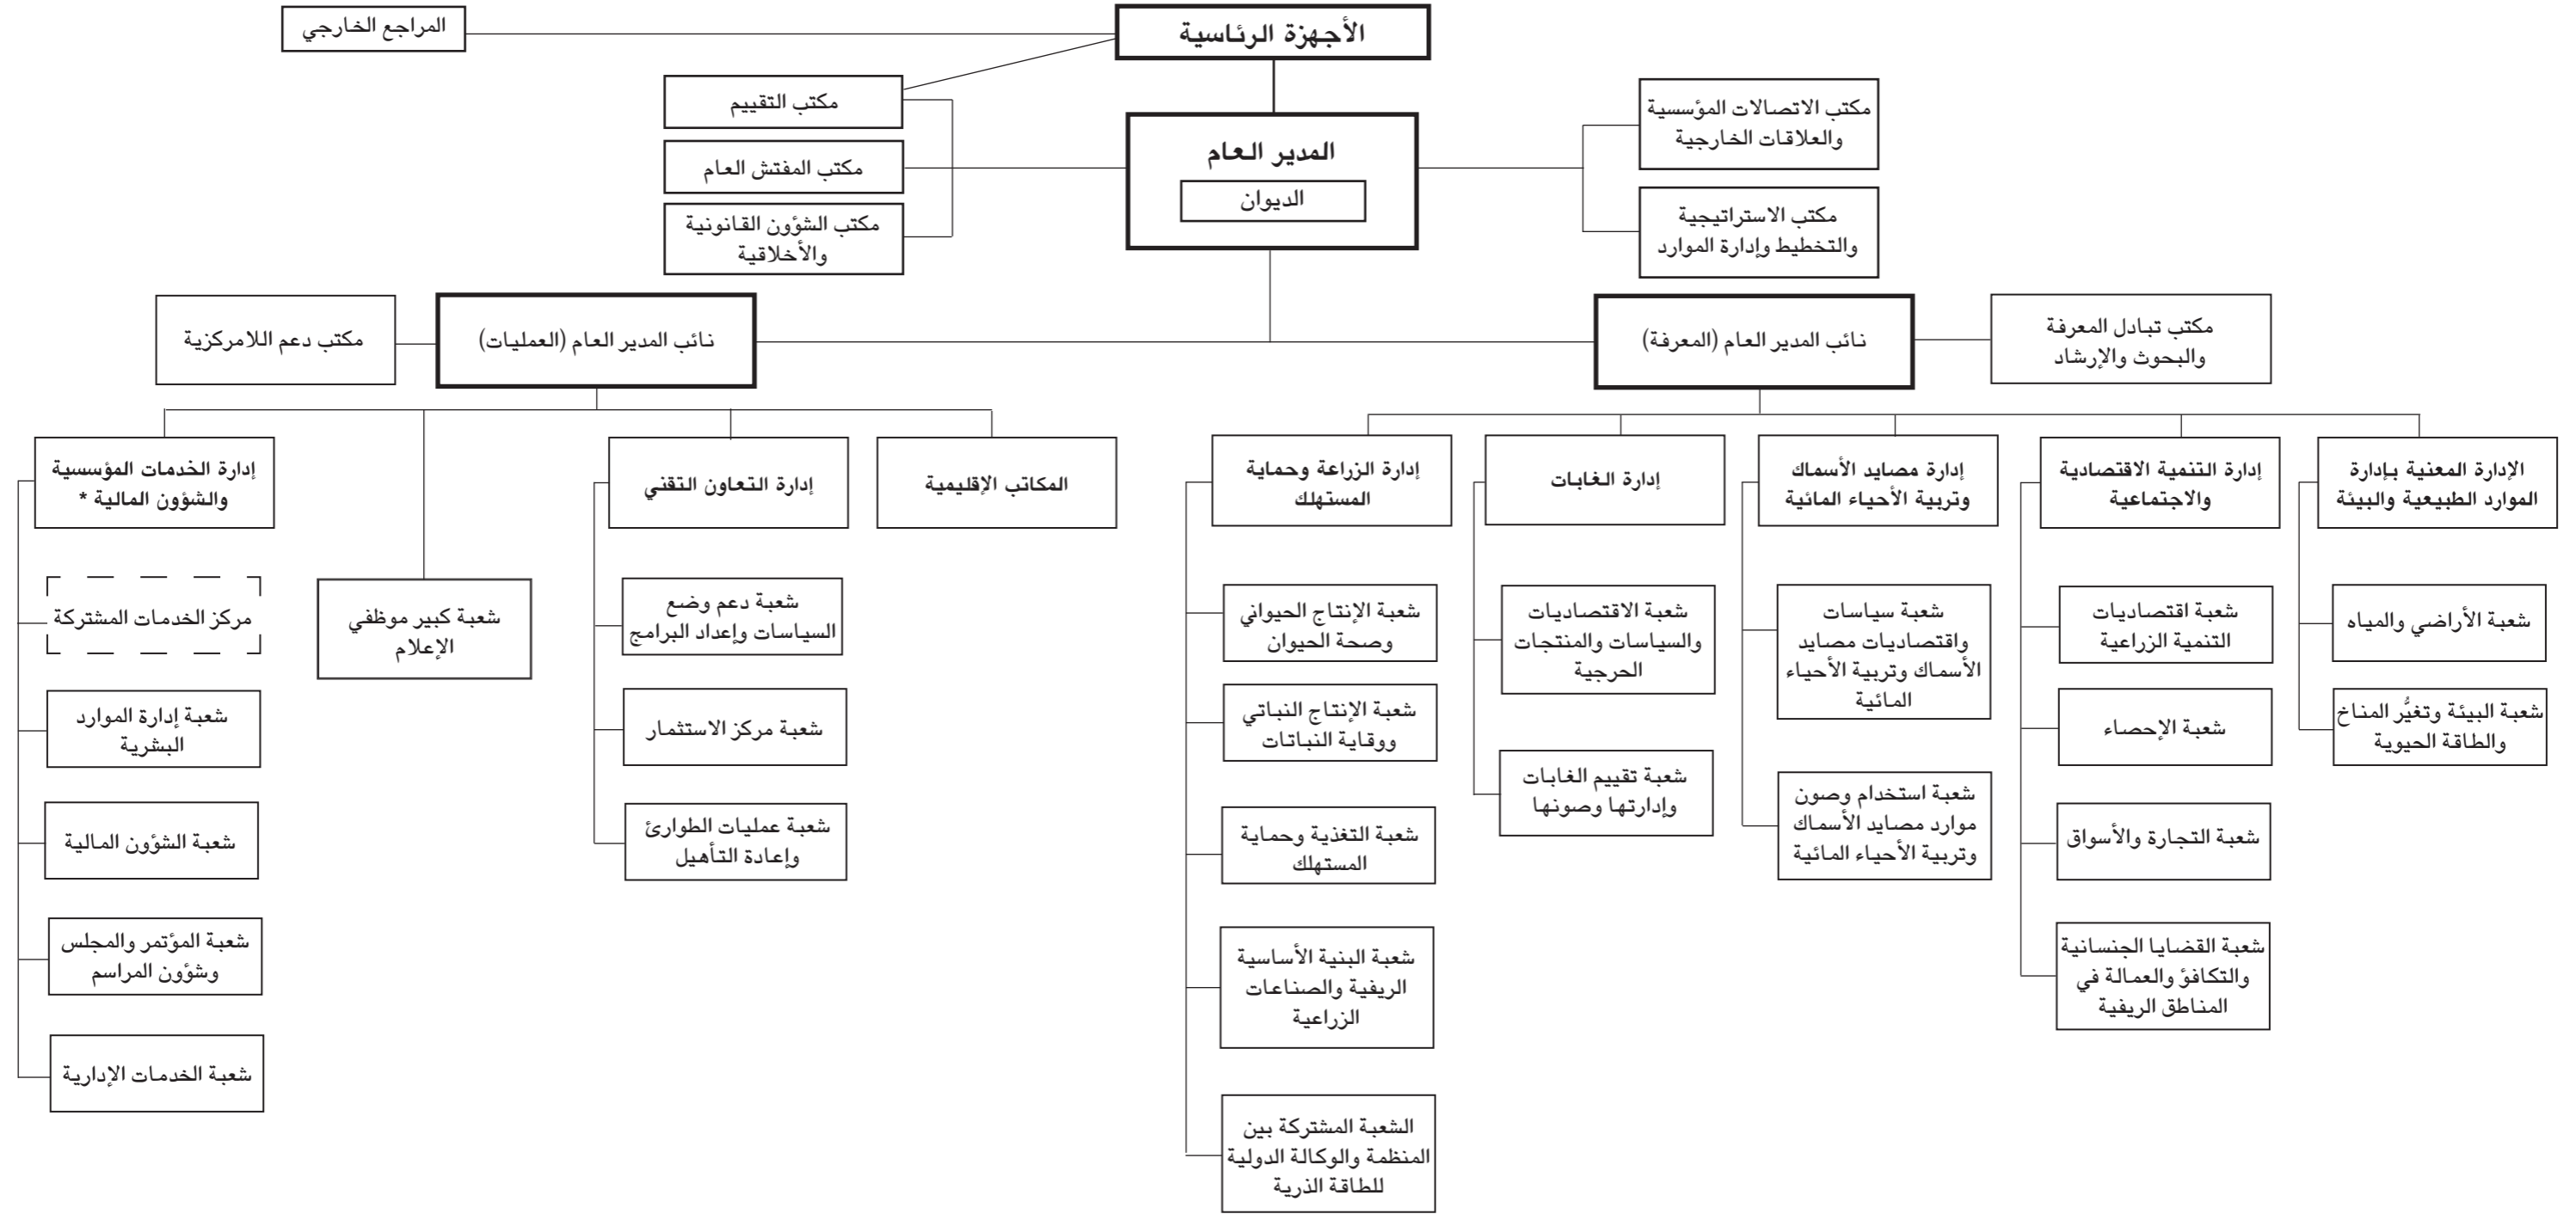 الأجهزة الرئاسية
المراجع الخارجي
مكتب الاتصالات المؤسسية
والعلاقات الخارجية
مكتب الاستراتيجية
والتخطيط وإدارة الموارد
المدير العام
الديوان
مكتب التقييم
مكتب المفتش العام
مكتب الشؤون القانونية
والأخلاقية
مكتب تبادل المعرفة
والبحوث والإرشاد
نائب المدير العام (المعرفة)
نائب المدير العام (العمليات)
مكتب دعم اللامركزية
الإدارة المعنية بإدارة
الموارد الطبيعية والبيئة
شعبة الأراضي والمياه
شعبة البيئة وتغيُّر المناخ
والطاقة الحيوية
إدارة التنمية الاقتصادية
والاجتماعية
شعبة اقتصاديات
التنمية الزراعية
شعبة الإحصاء
شعبة التجارة والأسواق
شعبة القضايا الجنسانية
والتكافؤ والعمالة في
المناطق الريفية
إدارة مصايد الأسماك
وتربية الأحياء المائية
شعبة سياسات
واقتصاديات مصايد
الأسماك وتربية الأحياء
المائية
شعبة استخدام وصون
موارد مصايد الأسماك
وتربية الأحياء المائية
إدارة الغابات
شعبة الاقتصاديات
والسياسات والمنتجات
الحرجية
شعبة تقييم الغابات
وإدارتها وصونها
إدارة الزراعة وحماية
المستهلك
شعبة الإنتاج الحيواني
وصحة الحيوان
شعبة الإنتاج النباتي
ووقاية النباتات
شعبة التغذية وحماية
المستهلك
شعبة البنية الأساسية
الريفية والصناعات
الزراعية
الشعبة المشتركة بين
المنظمة والوكالة الدولية
للطاقة الذرية
المكاتب الإقليمية
إدارة التعاون التقني
شعبة دعم وضع
السياسات وإعداد البرامج
شعبة مركز الاستثمار
شعبة عمليات الطوارئ
وإعادة التأهيل
شعبة كبير موظفي
الإعلام
إدارة الخدمات المؤسسية
والشؤون المالية *
مركز الخدمات المشتركة
شعبة إدارة الموارد
البشرية
شعبة الشؤون المالية
شعبة المؤتمر والمجلس
وشؤون المراسم
شعبة الخدمات الإدارية